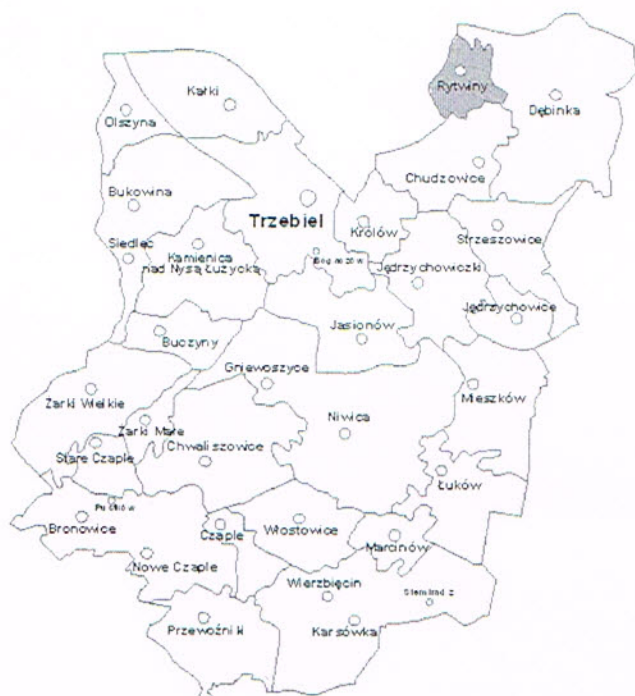 Rytwiny
Kałki
Dębinka
Olszyna
Chudzowice
Bukowina
Trzebiel
Królów
Strzeszowice
Siedlec
Kamienica
nad Nysą Łużycką
Jędrzychowiczki
Buczyny
Jasionów
Jędrzychowice
Gniewoszyce
Żarki Wielkie
Mieszków
Niwica
Żarki Małe
Chwaliszowice
Stare Czaple
Łuków
Bronowice
Czaple
Włostowice
Marcinów
Nowe Czaple
Wierzbięcin
Przewoźniki
Karsówka